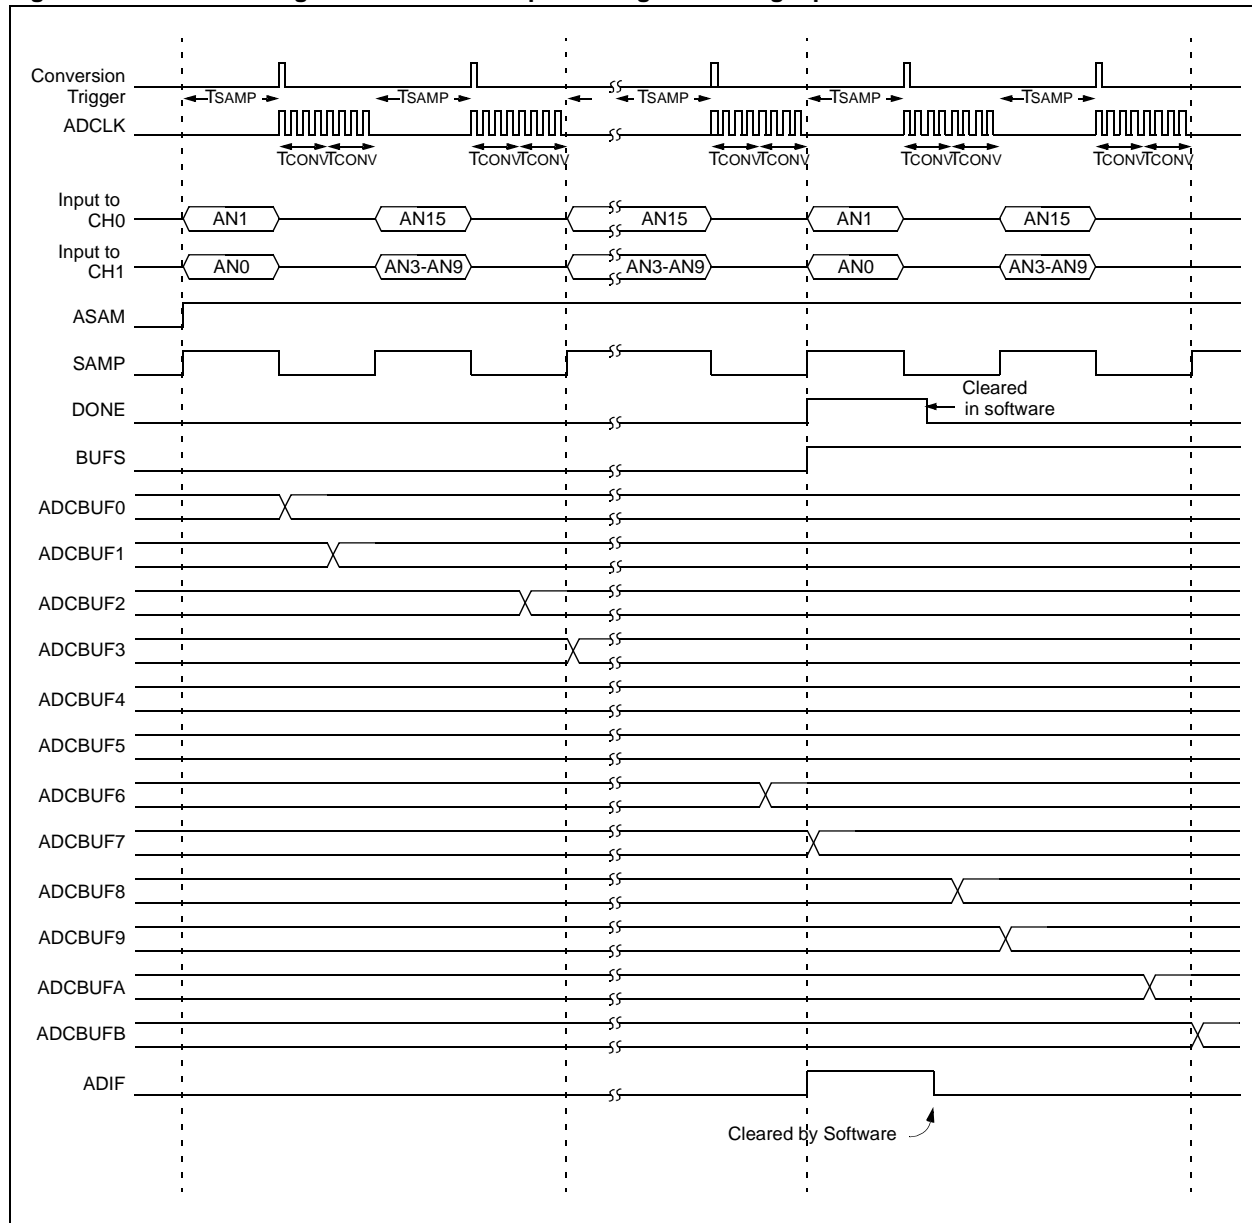 Conversion
Trigger
TSAMP TSAMP TSAMP TSAMP TSAMP
ADCLK
TCONV TCONV TCONV TCONV TCONV TCONV TCONV TCONV TCONV TCONV
Input to
CH0
AN1 AN15 AN15 AN1 AN15
Input to
CH1
AN0 AN3-AN9 AN3-AN9 AN0 AN3-AN9
ASAM
SAMP
Cleared
in software
DONE
BUFS
ADCBUF0
ADCBUF1
ADCBUF2
ADCBUF3
ADCBUF4
ADCBUF5
ADCBUF6
ADCBUF7
ADCBUF8
ADCBUF9
ADCBUFA
ADCBUFB
ADIF
Cleared by Software